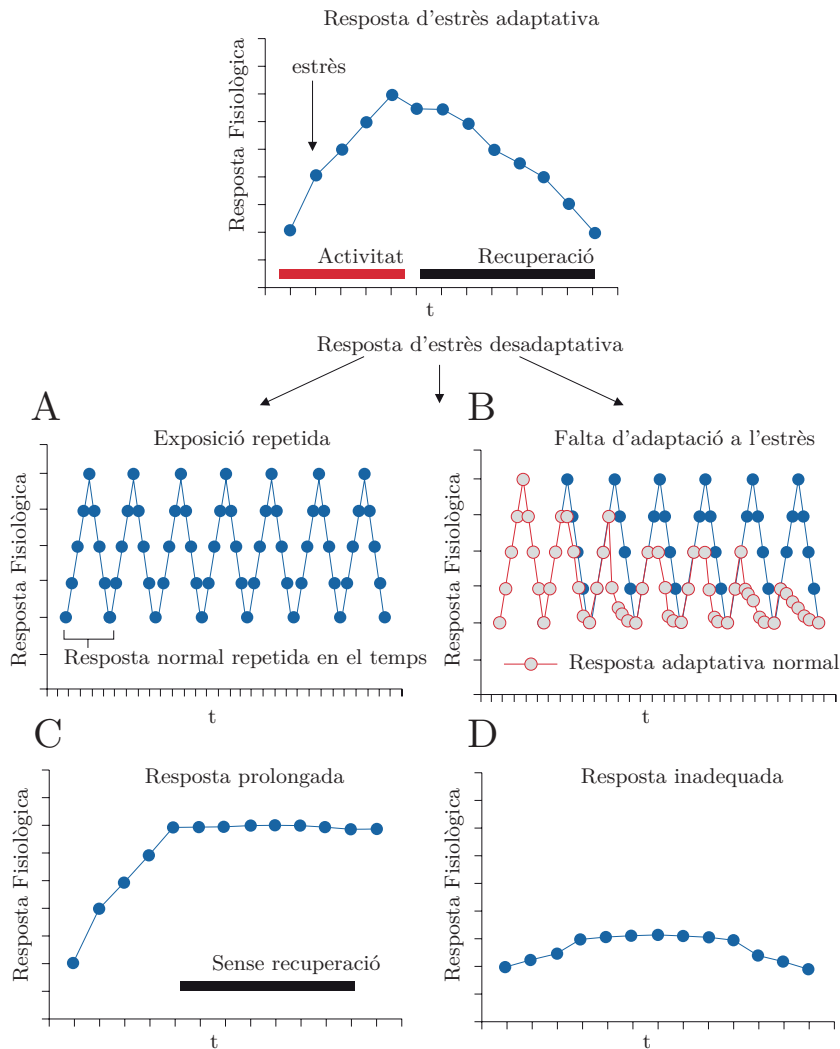 Resposta d'estrès adaptativa
estrès
Resposta Fisiològica
Activitat
Recuperació
t
Resposta d'estrès desadaptativa
A
Exposició repetida
Resposta Fisiològica
Resposta normal repetida en el temps
t
B
Falta d'adaptació a l'estrès
Resposta Fisiològica
Resposta adaptativa normal
t
C
Resposta prolongada
Resposta Fisiològica
Sense recuperació
t
D
Resposta inadequada
Resposta Fisiològica
t